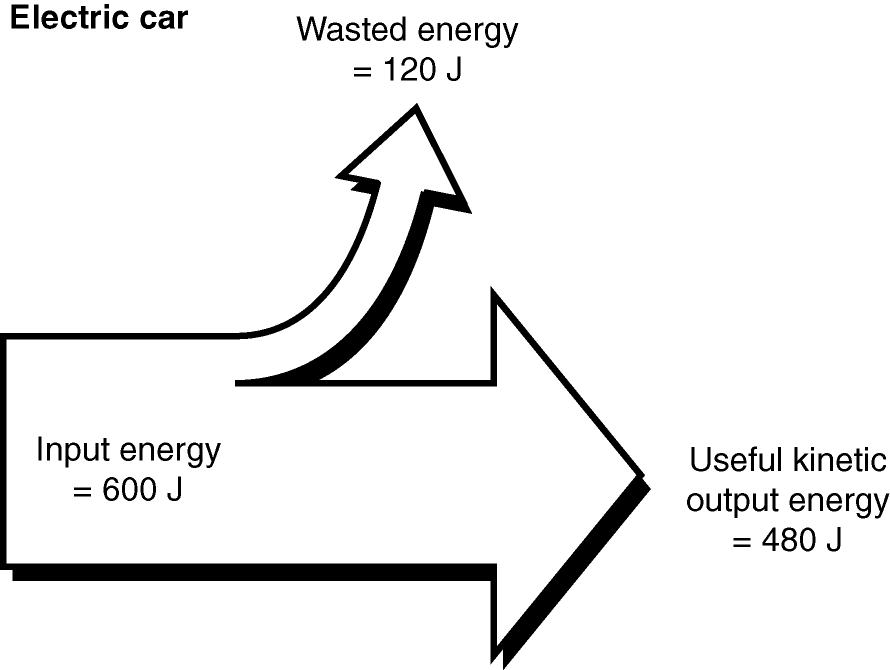 Electric car
Wasted energy
= 120 J
Input energy
= 600 J
Useful kinetic
output energy
= 480 J